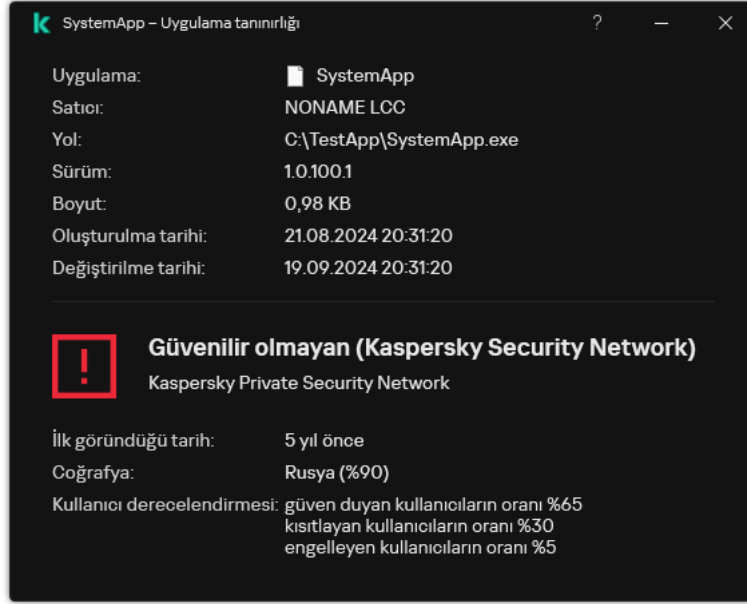 SystemApp – Uygulama tanınırlığı
Uygulama: SystemApp
Satıcı: NONAME LCC
Yol: C:\TestApp\SystemApp.exe
Sürüm: 1.0.100.1
Boyut: 0,98 KB
Oluşturulma tarihi: 21.08.2024 20:31:20
Değiştirilme tarihi: 19.09.2024 20:31:20
Güvenilir olmayan (Kaspersky Security Network)
Kaspersky Private Security Network
İlk göründüğü tarih: 5 yıl önce
Coğrafya: Rusya (%90)
Kullanıcı derecelendirmesi: güven duyan kullanıcıların oranı %65
kısıtlayan kullanıcıların oranı %30
engelleyen kullanıcıların oranı %5